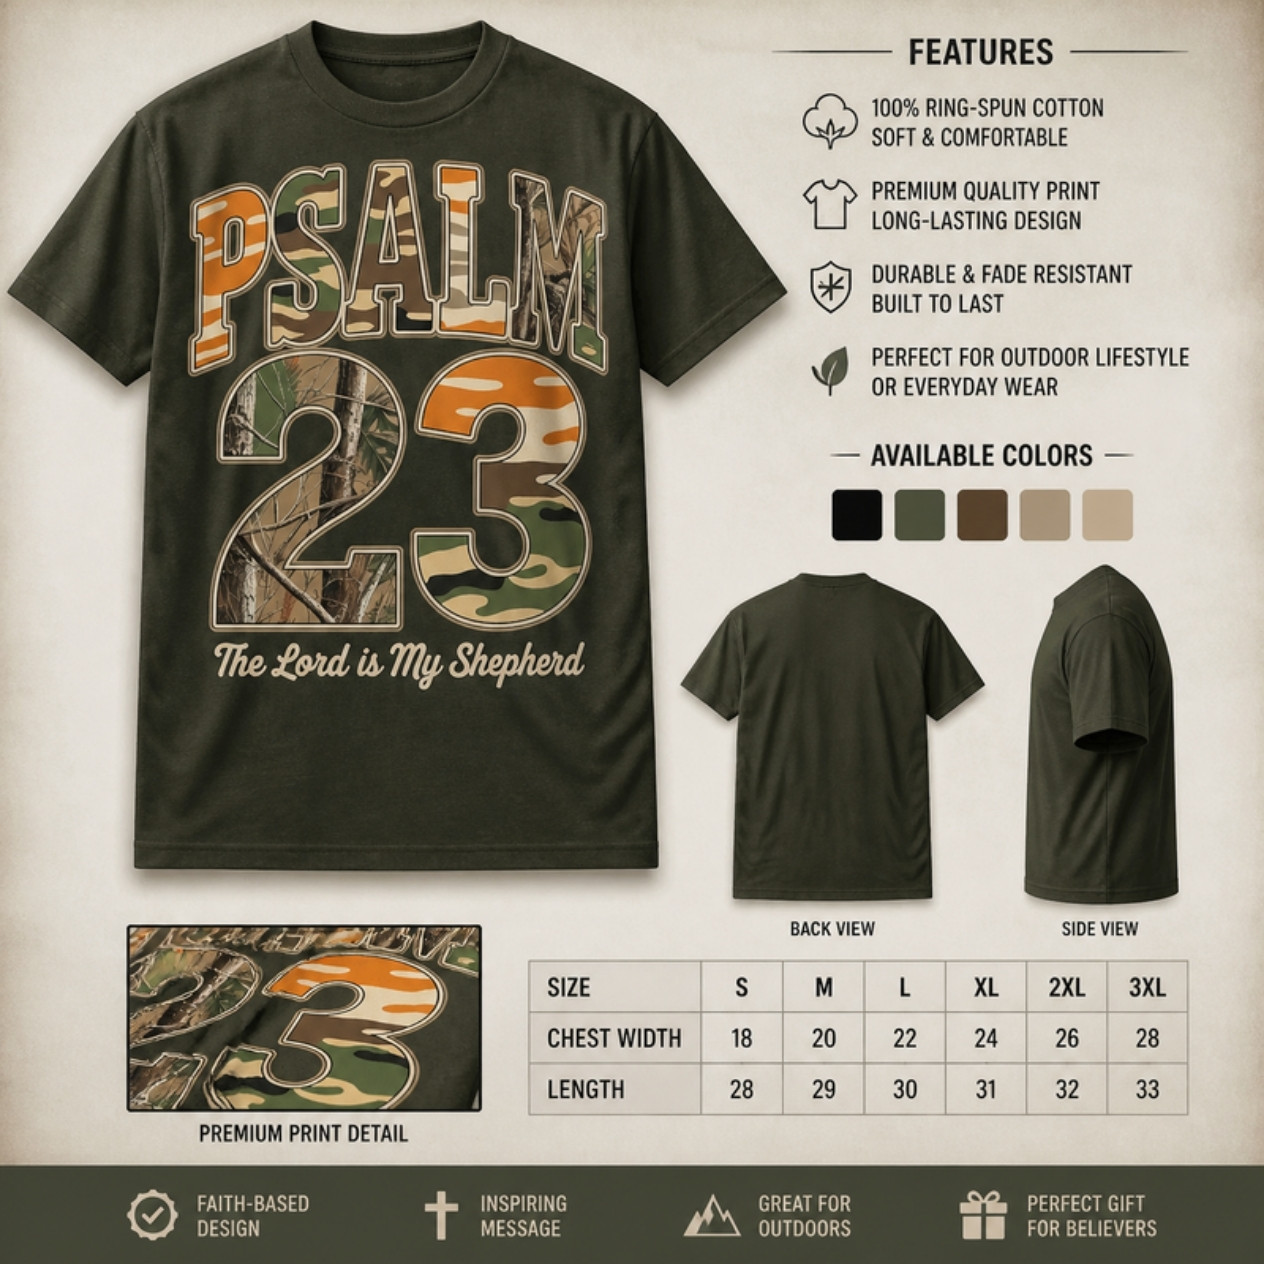 PSALM
23
The Lord is My Shepherd
FEATURES
100% RING-SPUN COTTON
SOFT & COMFORTABLE
PREMIUM QUALITY PRINT
LONG-LASTING DESIGN
DURABLE & FADE RESISTANT
BUILT TO LAST
PERFECT FOR OUTDOOR LIFESTYLE
OR EVERYDAY WEAR
AVAILABLE COLORS
BACK VIEW
SIDE VIEW
23
PREMIUM PRINT DETAIL
SIZE S M L XL 2XL 3XL
CHEST WIDTH 18 20 22 24 26 28
LENGTH 28 29 30 31 32 33
FAITH-BASED
DESIGN
INSPIRING
MESSAGE
GREAT FOR
OUTDOORS
PERFECT GIFT
FOR BELIEVERS